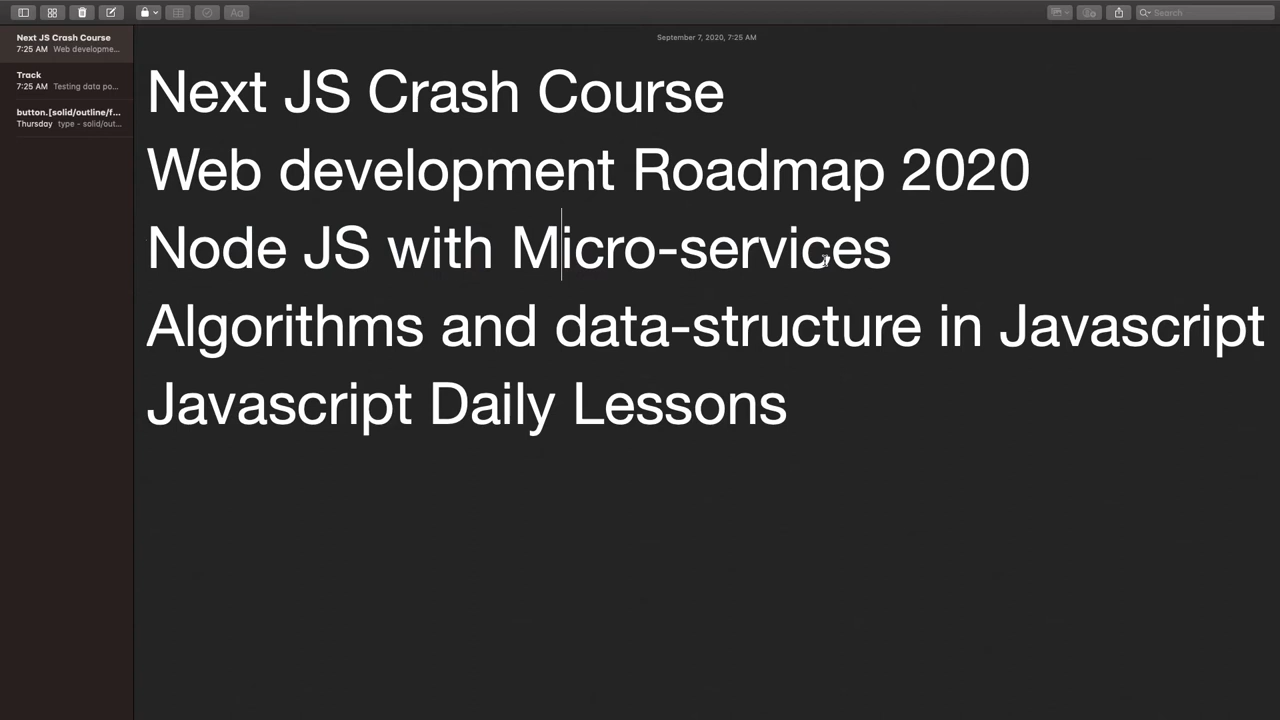 Aa
Search
Next JS Crash Course
7:25 AM Web developme...
Track
7:25 AM Testing data po...
button.[solid/outline/f...
Thursday type - solid/out...
September 7, 2020, 7:25 AM
Next JS Crash Course
Web development Roadmap 2020
Node JS with Micro-services
Algorithms and data-structure in Javascript
Javascript Daily Lessons